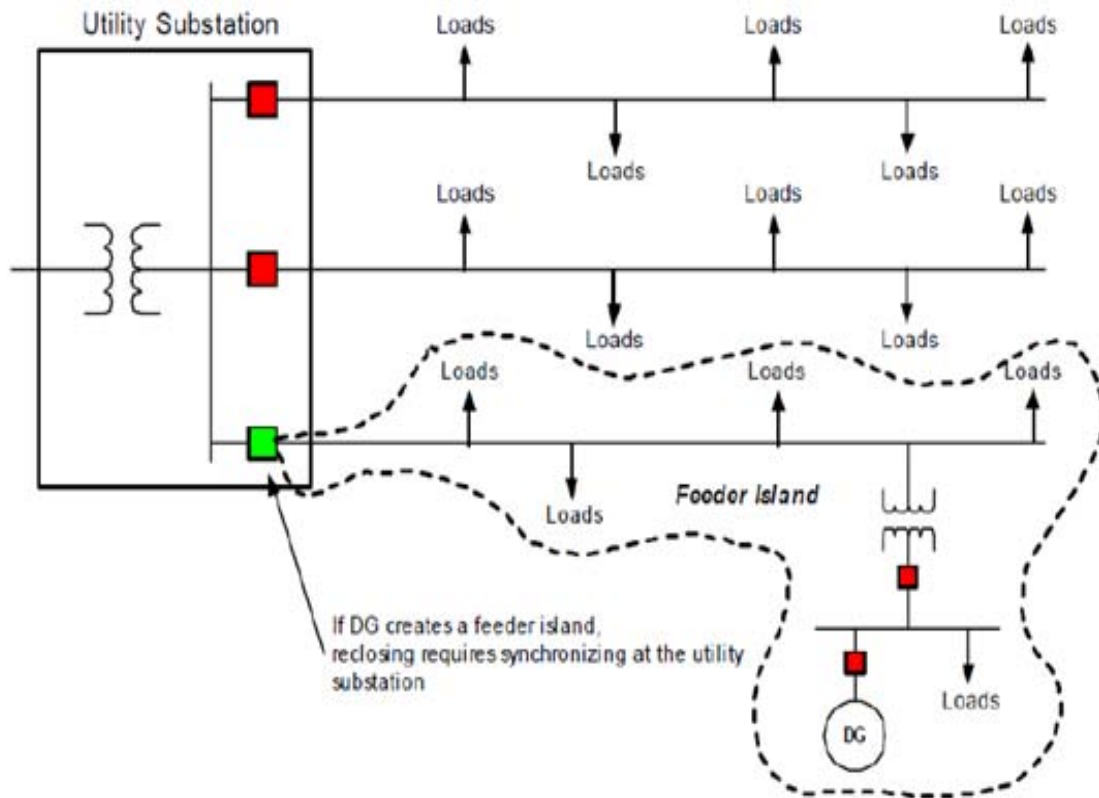 Utility Substation
Loads
Loads
Loads
Loads
Loads
Loads
Loads
Loads
Loads
Loads
Loads
Loads
Loads
Loads
Feeder Island
If DG creates a feeder island,
reclosing requires synchronizing at the utility
substation
Loads
DG